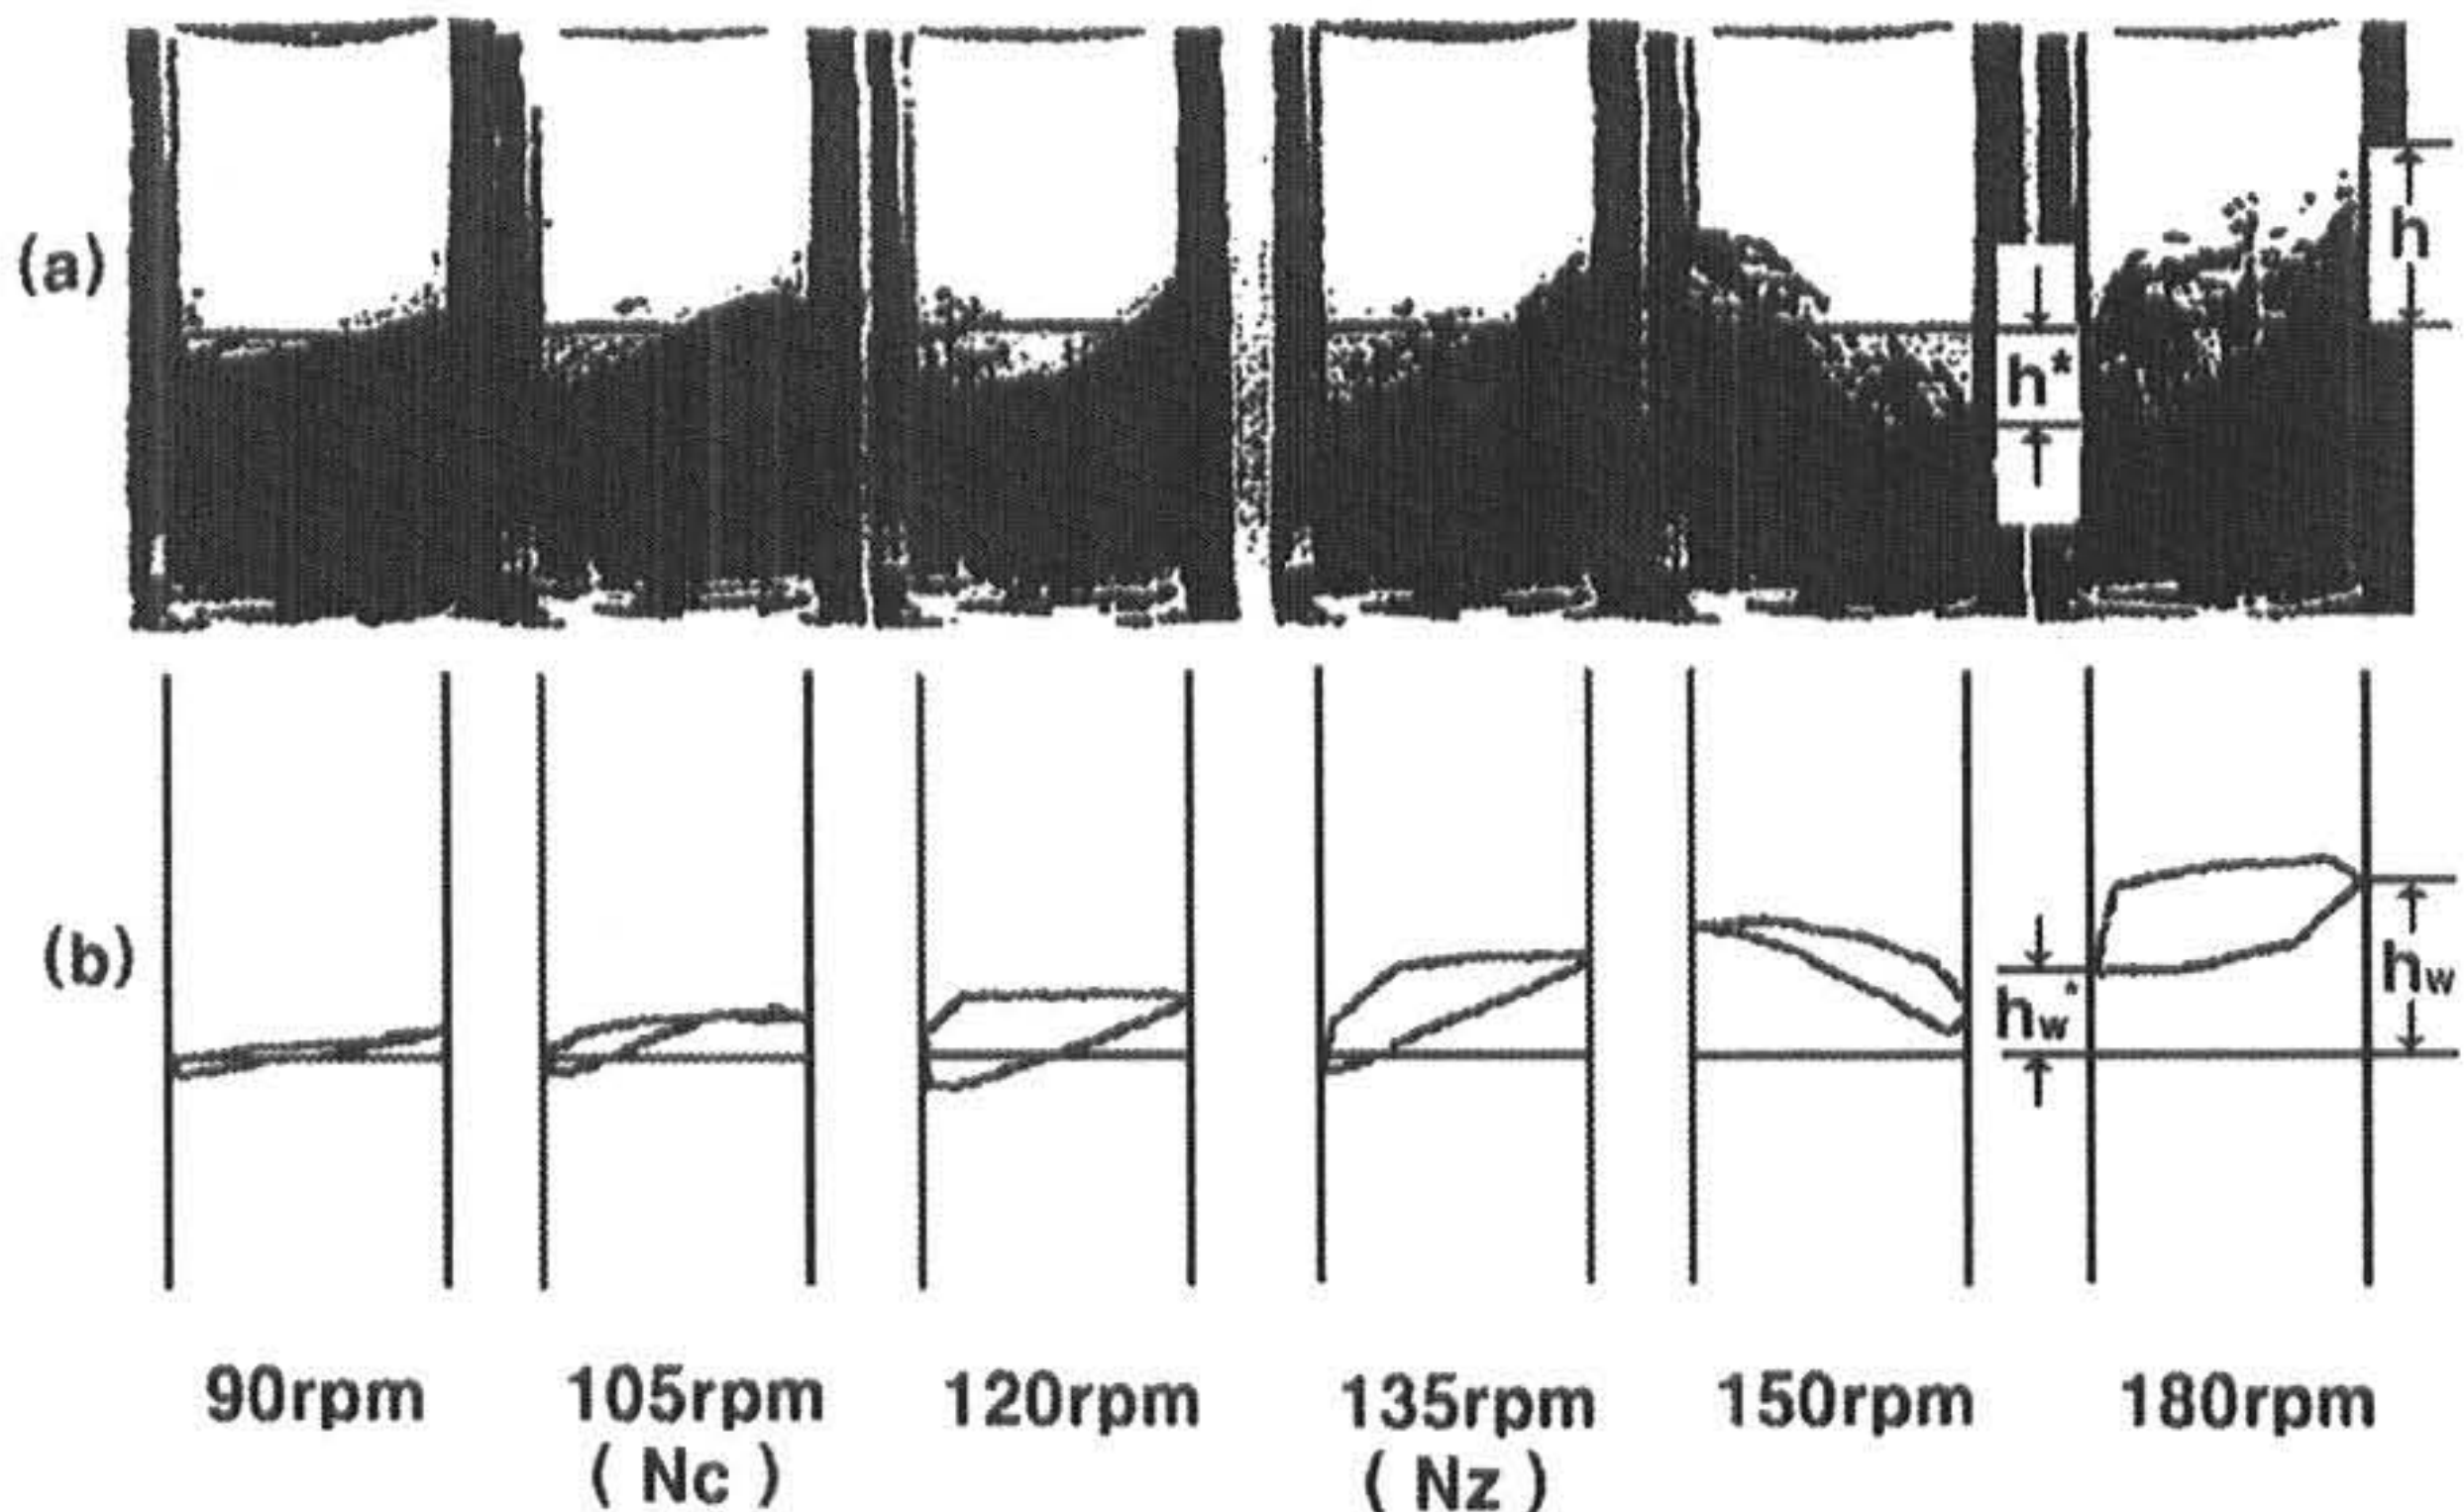 (a)
h
h*
(b)
hw*
hw
90rpm 105rpm 120rpm 135rpm 150rpm 180rpm
( Nc ) ( Nz )